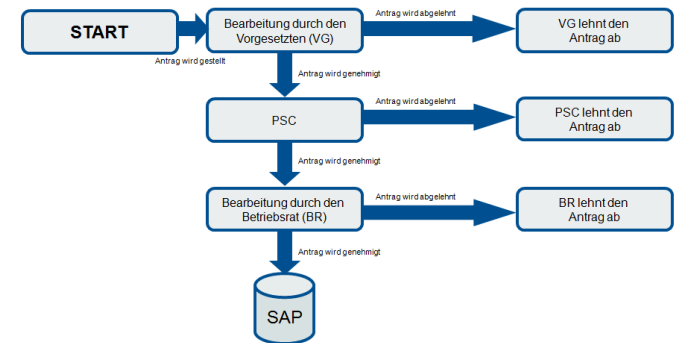 START
Antrag wird gestellt
Bearbeitung durch den
Vorgesetzten (VG)
Antrag wird abgelehnt
VG lehnt den
Antrag ab
Antrag wird genehmigt
PSC
Antrag wird abgelehnt
PSC lehnt den
Antrag ab
Antrag wird genehmigt
Bearbeitung durch den
Betriebsrat (BR)
Antrag wird abgelehnt
BR lehnt den
Antrag ab
Antrag wird genehmigt
SAP